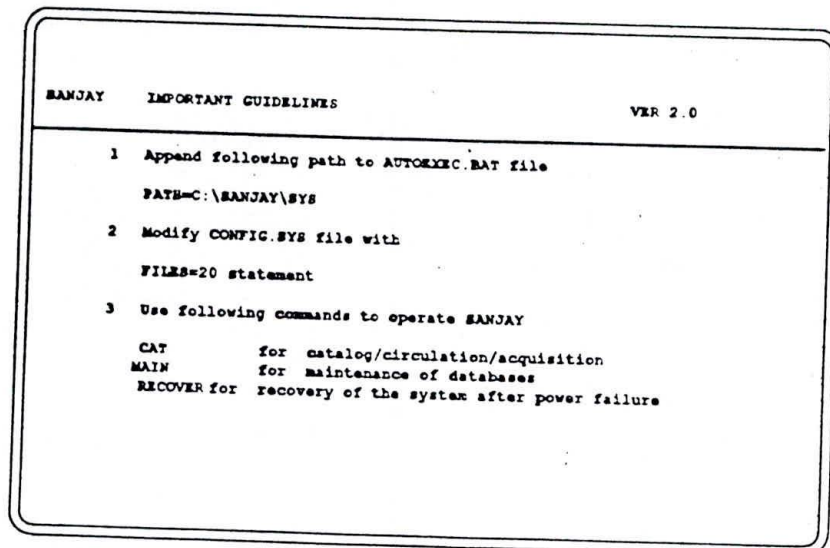 SANJAY IMPORTANT GUIDELINES VER 2.0
1 Append following path to AUTOEXEC.BAT file
PATH=C:\SANJAY\SYS
2 Modify CONFIG.SYS file with
FILES=20 statement
3 Use following commands to operate SANJAY
CAT for catalog/circulation/acquisition
MAIN for maintenance of databases
RECOVER for recovery of the system after power failure